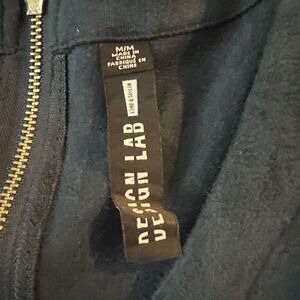 M/M
MADE IN
CHINA
FABRIQUÉ EN
CHINE
LORD & TAYLOR
DESIGN LAB